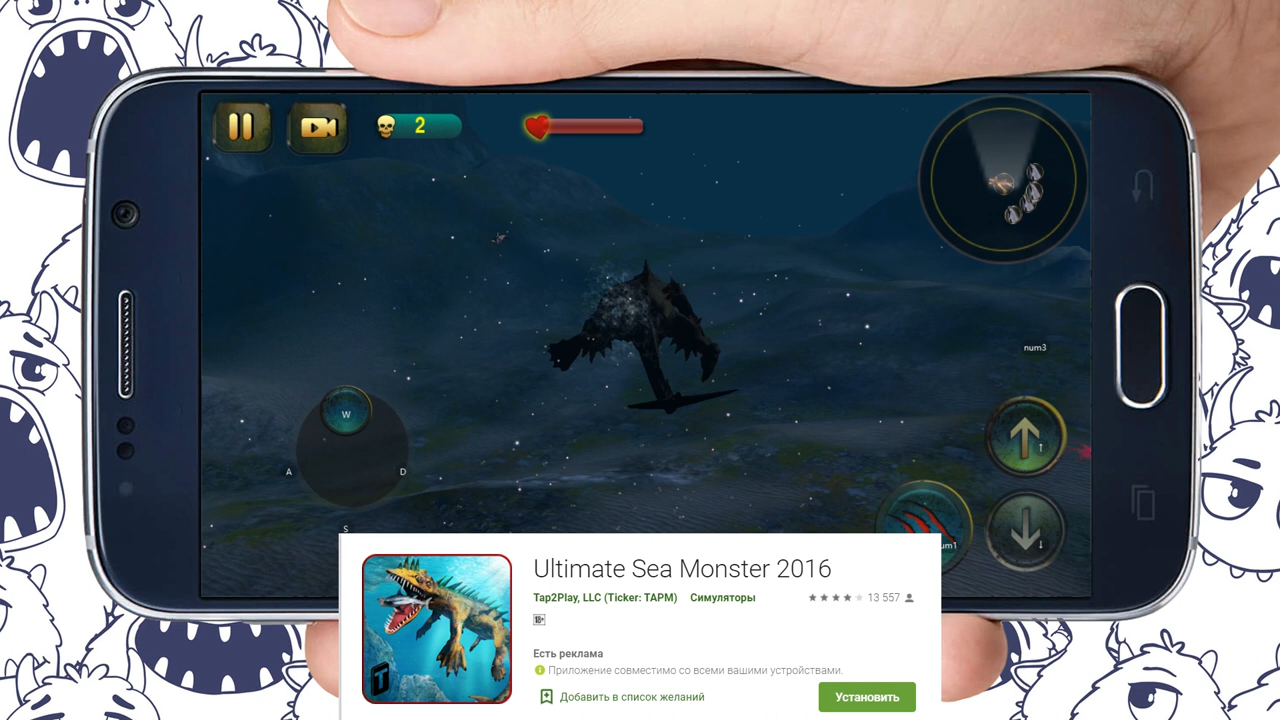 2
num3
W
A
D
S
um1
Ultimate Sea Monster 2016
Tap2Play, LLC (Ticker: TAPM) Симуляторы 13 557
18+
Есть реклама
Приложение совместимо со всеми вашими устройствами.
Добавить в список желаний
Установить
T